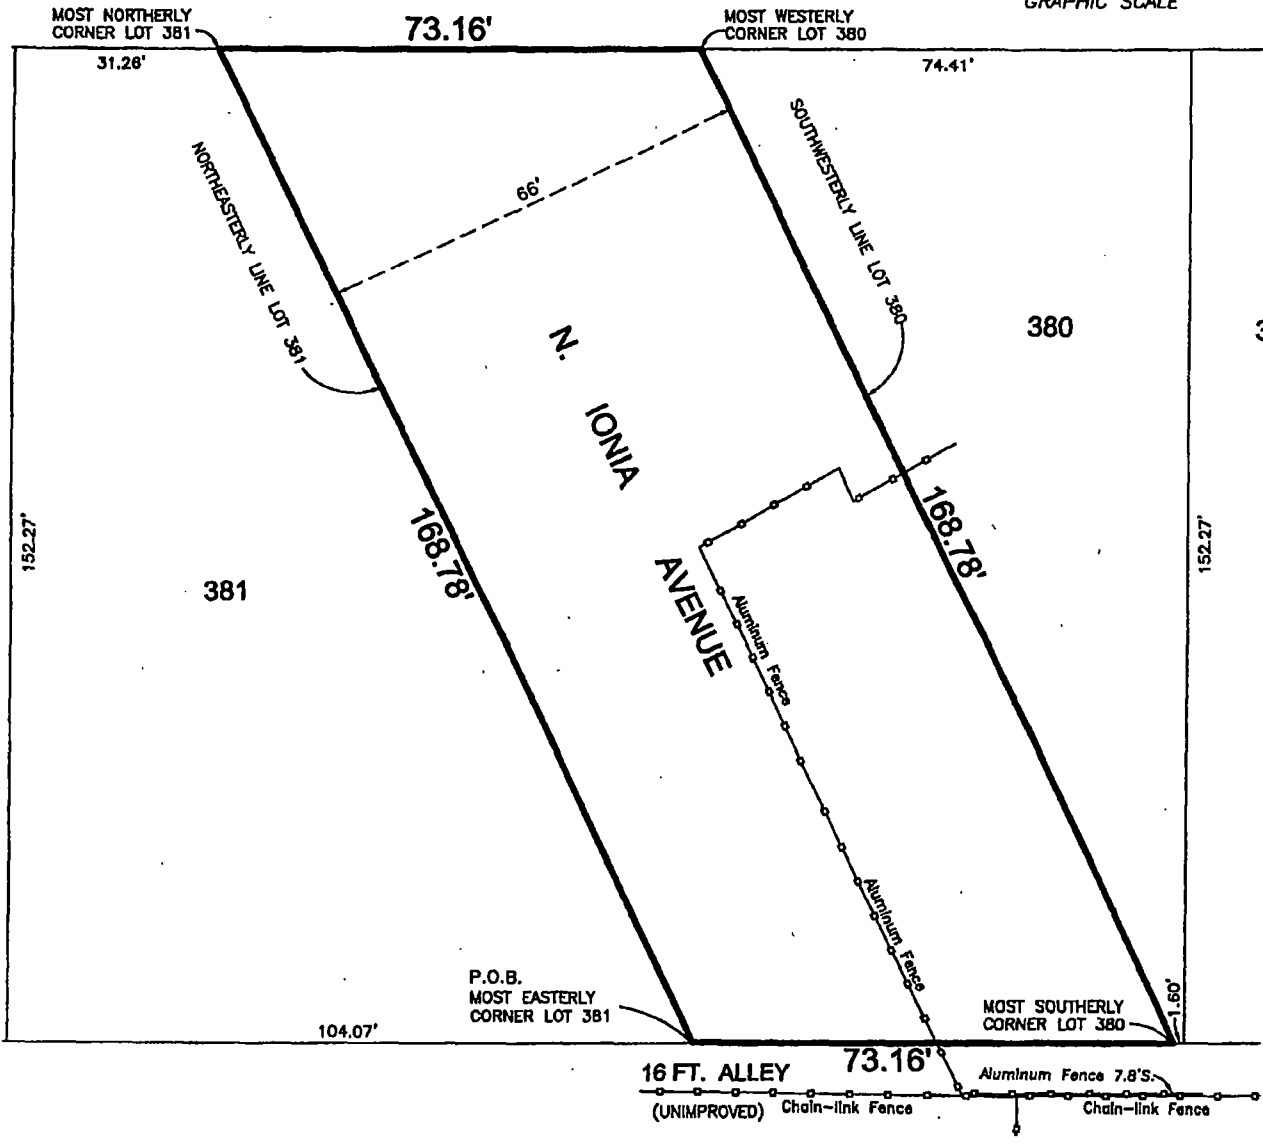 GRAPHIC SCALE
MOST NORTHERLY
CORNER LOT 381
73.16'
MOST WESTERLY
CORNER LOT 380
31.26'
74.41'
NORTHEASTERLY LINE LOT 381
66'
SOUTHWESTERLY LINE LOT 380
380
N. IONIA AVENUE
152.27'
381
168.78'
168.78'
152.27'
Aluminum Fence
Aluminum Fence
P.O.B.
MOST EASTERLY
CORNER LOT 381
MOST SOUTHERLY
CORNER LOT 380
1.60'
104.07'
73.16'
16 FT. ALLEY
(UNIMPROVED)
Chain-link Fence
Aluminum Fence 7.8'S.
Chain-link Fence